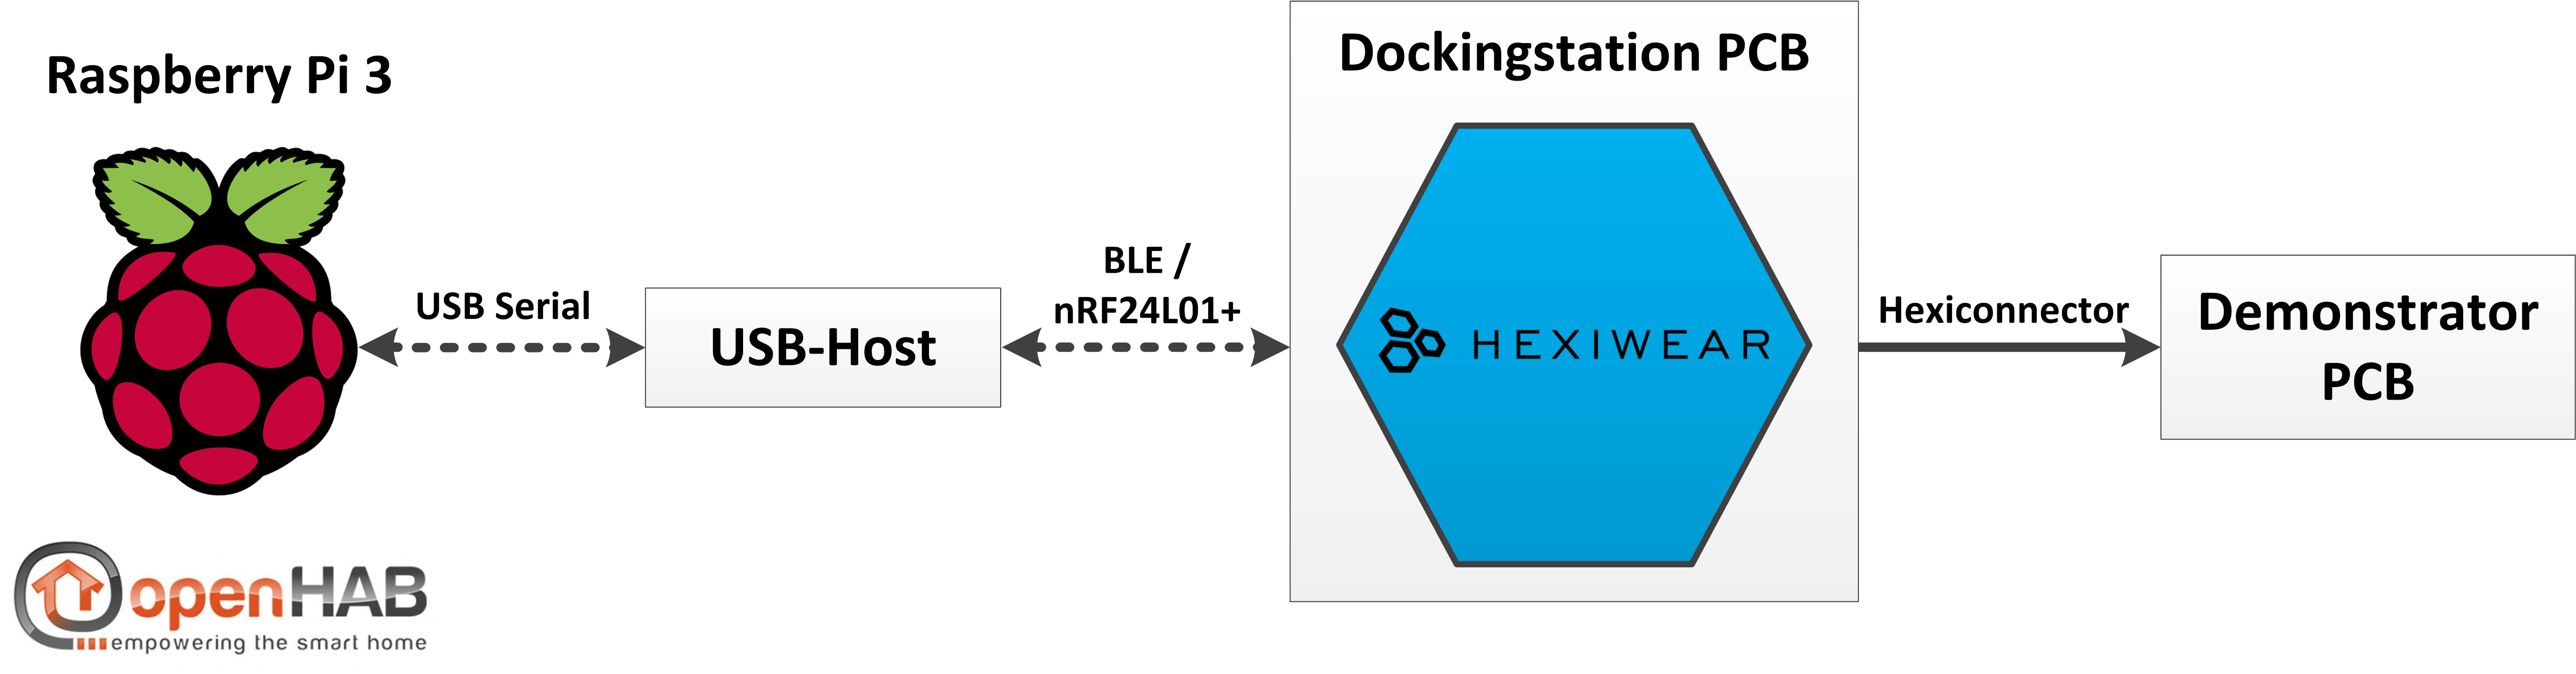 Raspberry Pi 3
openHAB
empowering the smart home
USB Serial
USB-Host
BLE /
nRF24L01+
Dockingstation PCB
HEXIWEAR
Hexiconnector
Demonstrator
PCB